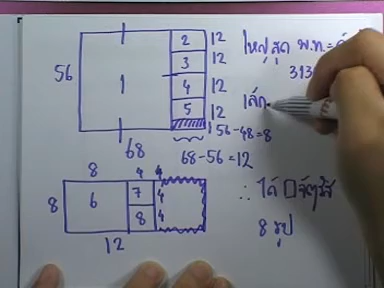 2 12
3 12
56 1 4 12
5 12
68 56-48=8
68-56=12
8 4 4
8 6 7 4
8 4
12
ใหญ่สุด พ.ท.=ด้
313
เล็ก
∴ ได้ □จัตุรัส
8 รูป